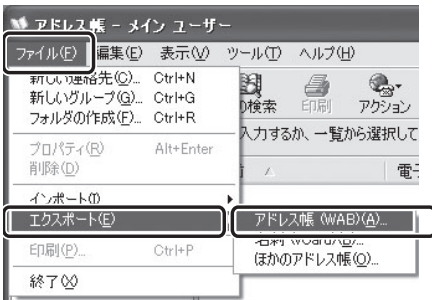 アドレス帳 - メイン ユーザー
ファイル(F) 編集(E) 表示(V) ツール(T) ヘルプ(H)
新しい連絡先(C)... Ctrl+N
新しいグループ(G)... Ctrl+G
フォルダの作成(F)... Ctrl+R
の検索 印刷 アクション
入力するか、一覧から選択して
プロパティ(R) Alt+Enter
削除(D)
電子
インポート(I)
エクスポート(E) アドレス帳 (WAB)(A)...
印刷(P)... Ctrl+P
ほかのアドレス帳(O)...
終了(X)